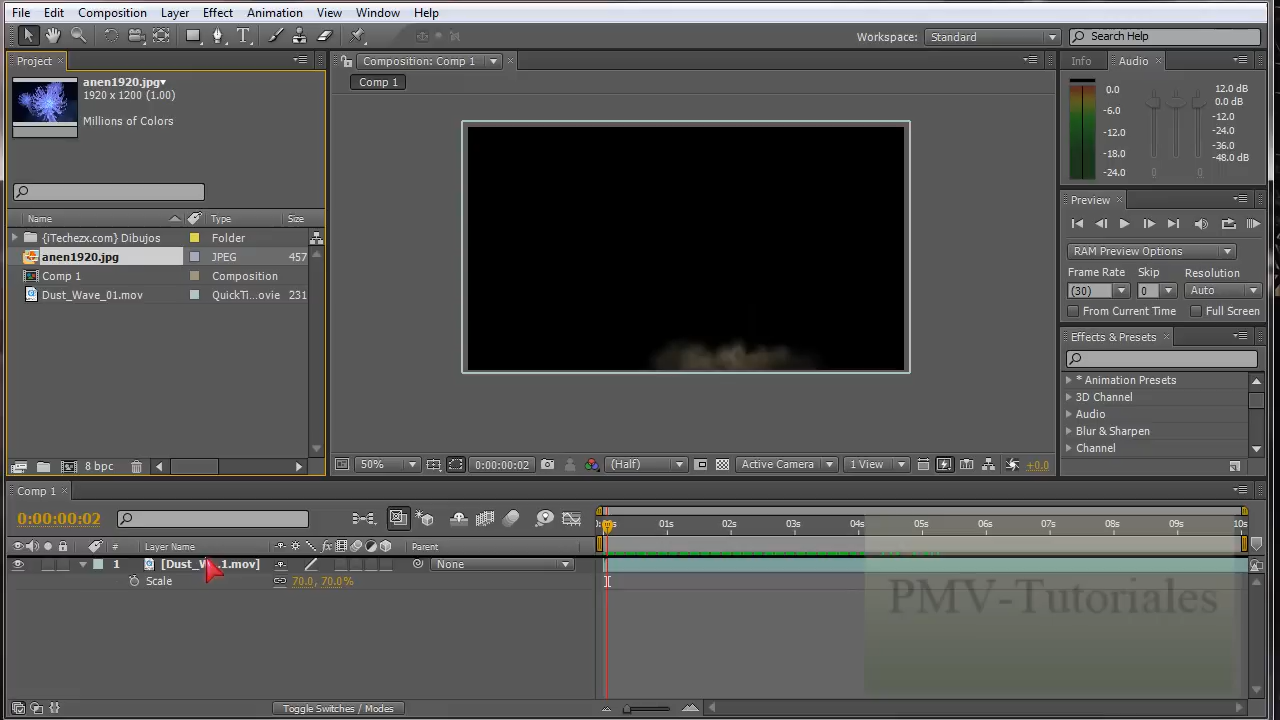 File Edit Composition Layer Effect Animation View Window Help
Workspace: Standard Search Help
Project
anen1920.jpg
1920 x 1200 (1.00)
Millions of Colors
Name Type Size
{iTechezx.com} Dibujos Folder
anen1920.jpg JPEG 457
Comp 1 Composition
Dust_Wave_01.mov QuickTi...ovie 231
8 bpc
Composition: Comp 1
Comp 1
50% 0:00:00:02 (Half) Active Camera 1 View +0.0
Info Audio
0.0 12.0 dB
-6.0 0.0 dB
-12.0 -12.0
-18.0 -24.0
-24.0 -36.0
-48.0 dB
0 0
Preview
RAM Preview Options
Frame Rate Skip Resolution
(30) 0 Auto
From Current Time Full Screen
Effects & Presets
* Animation Presets
3D Channel
Audio
Blur & Sharpen
Channel
Comp 1
0:00:00:02
01s 02s 03s 04s 05s 06s 07s 08s 09s 10s
# Layer Name Parent
1 None
Scale 70.0, 70.0%
PMV-Tutoriales
Toggle Switches / Modes